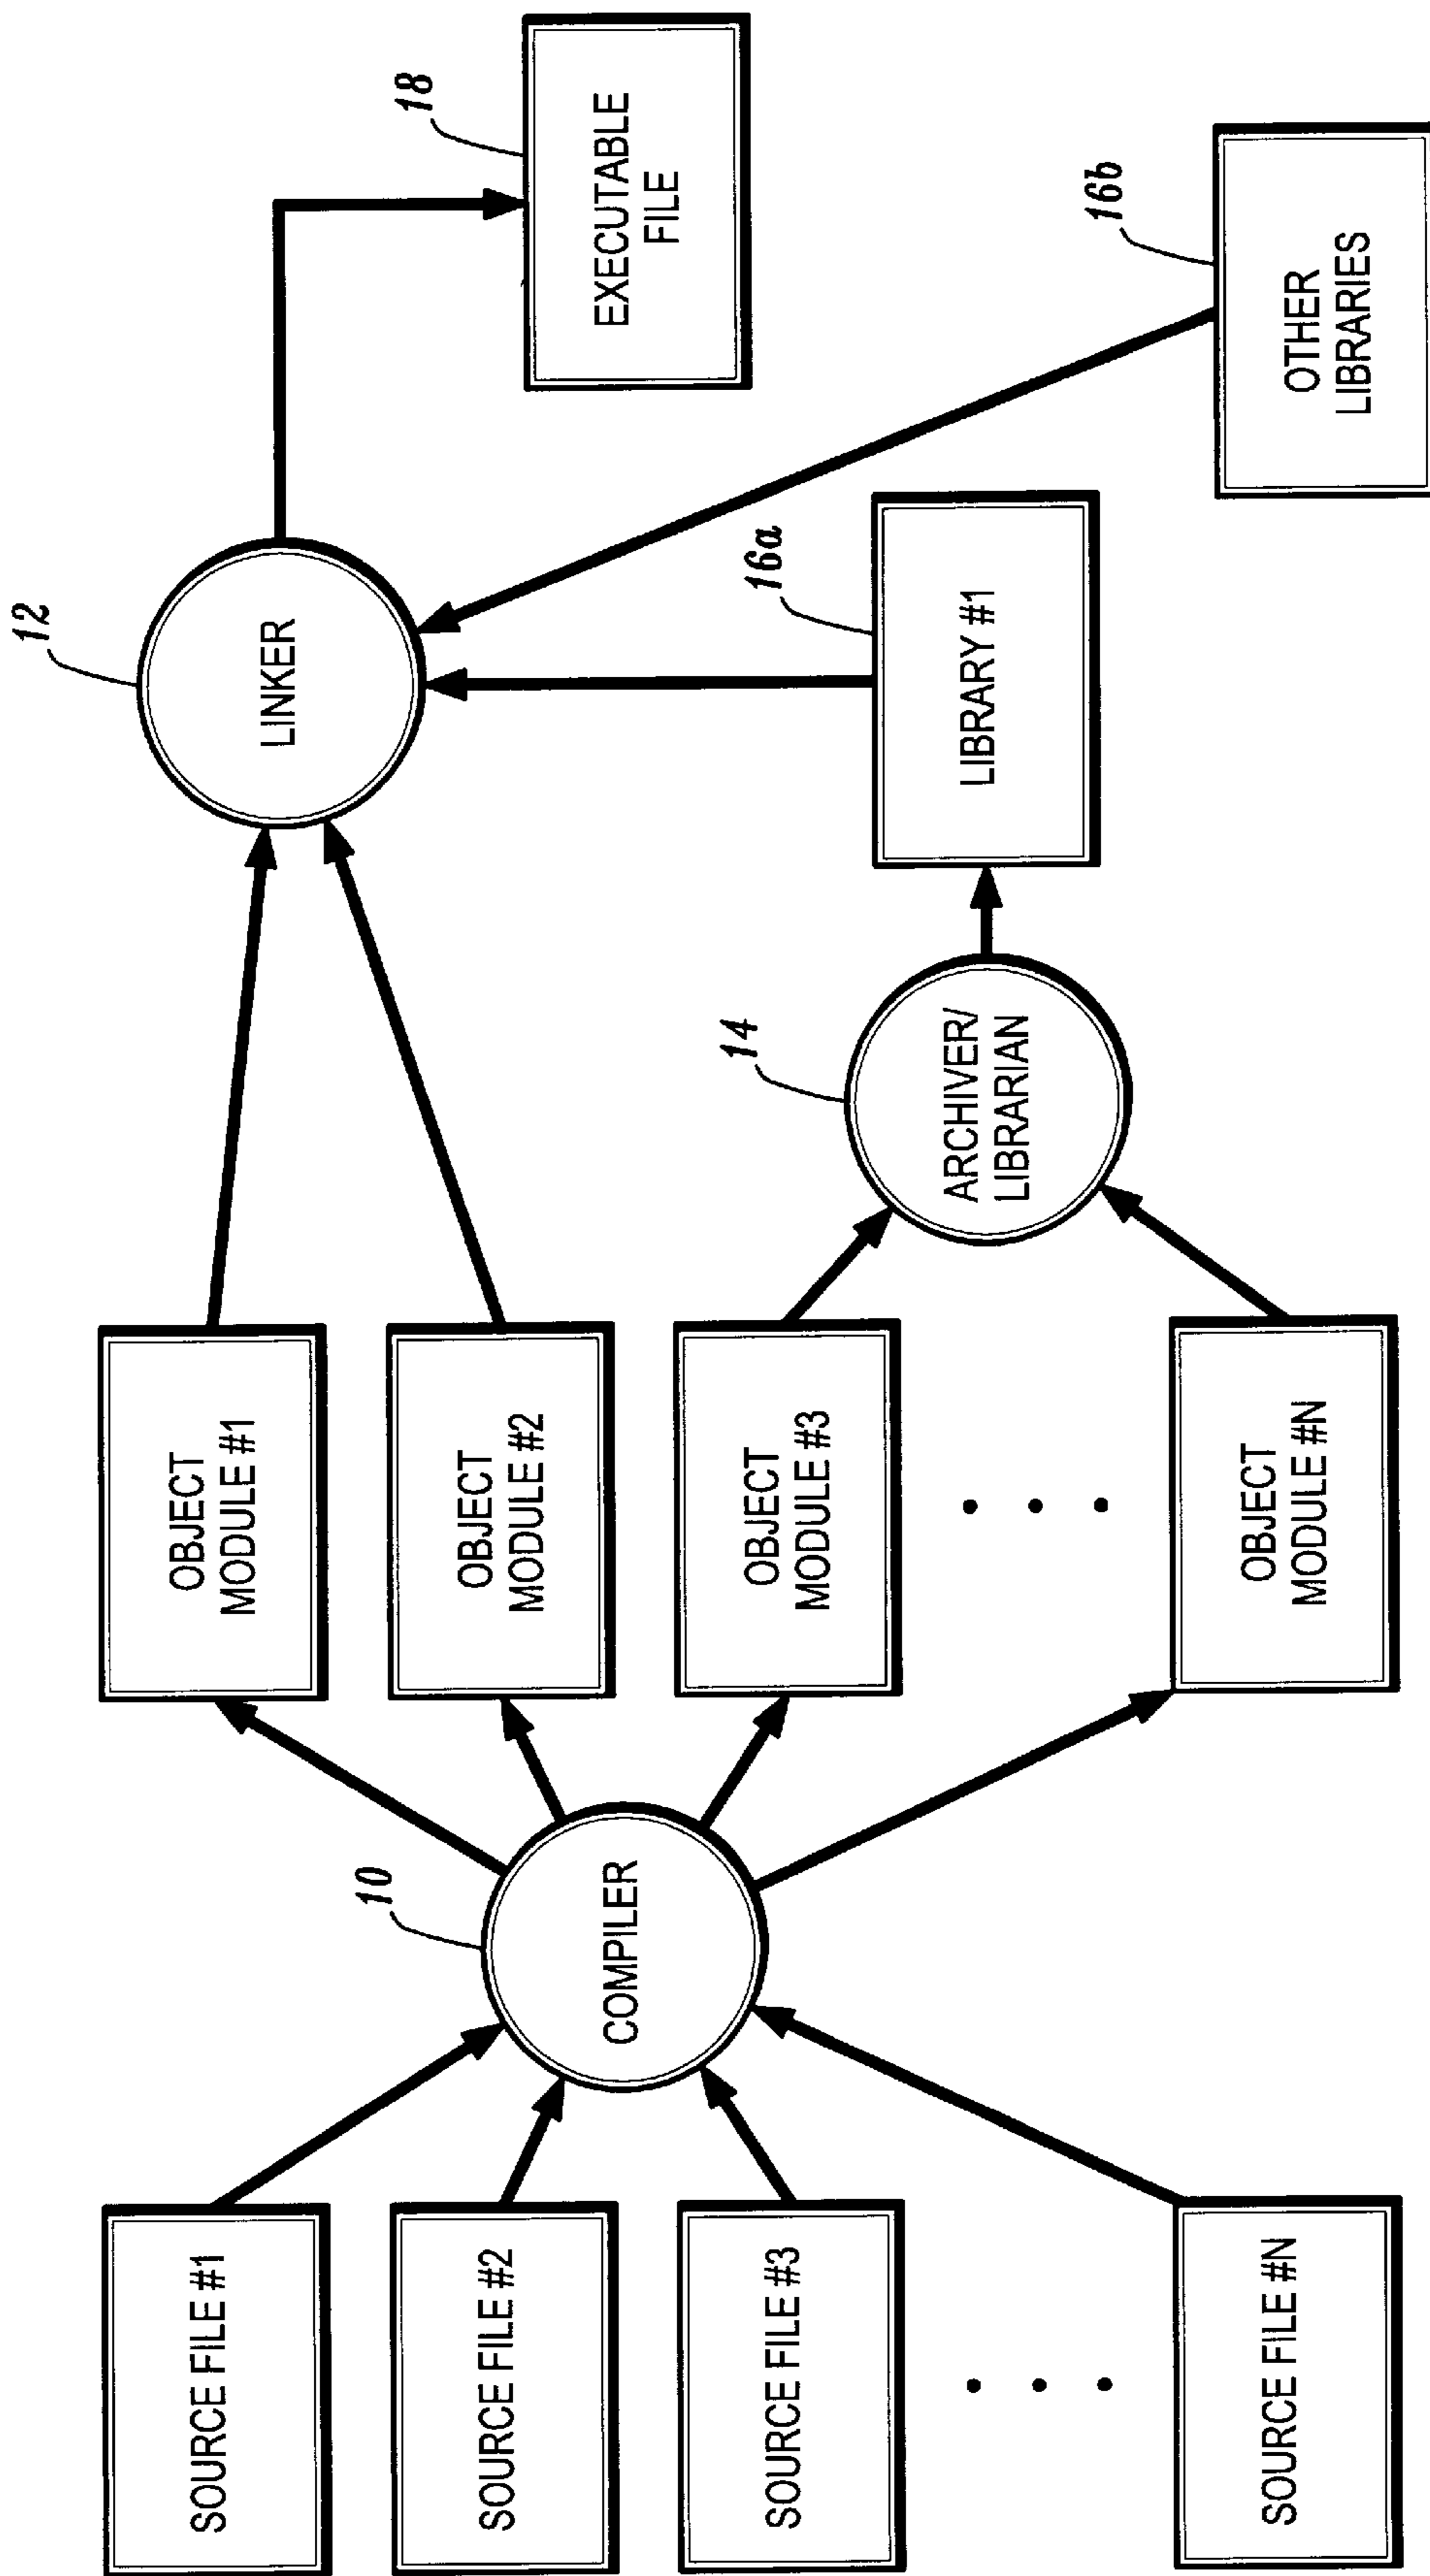 SOURCE FILE #1
SOURCE FILE #2
SOURCE FILE #3
SOURCE FILE #N
10
COMPILER
OBJECT
MODULE #1
OBJECT
MODULE #2
OBJECT
MODULE #3
OBJECT
MODULE #N
14
ARCHIVER/
LIBRARIAN
12
LINKER
16a
LIBRARY #1
18
EXECUTABLE
FILE
16b
OTHER
LIBRARIES